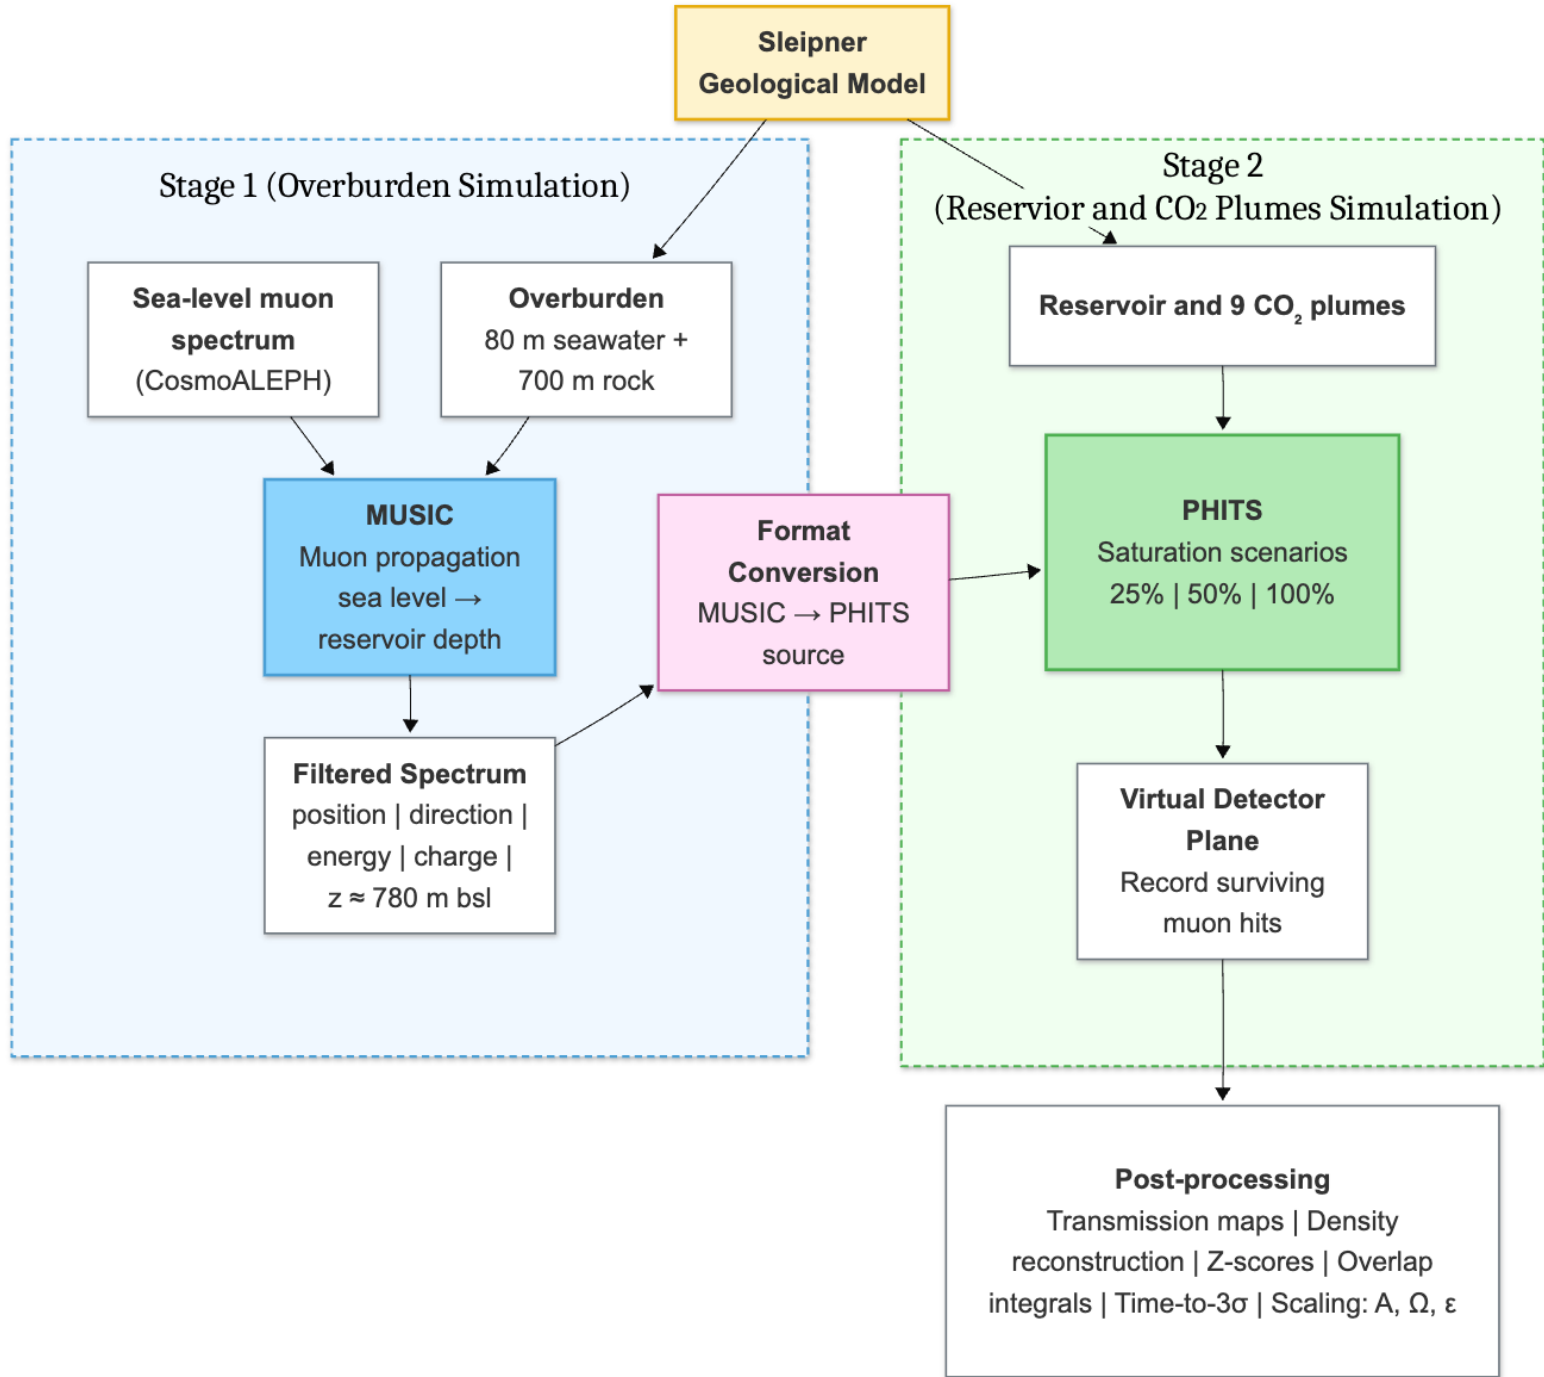 Sleipner
Geological Model
Stage 1 (Overburden Simulation)
Sea-level muon
spectrum
(CosmoALEPH)
Overburden
80 m seawater +
700 m rock
MUSIC
Muon propagation
sea level →
reservoir depth
Filtered Spectrum
position | direction |
energy | charge |
z ≈ 780 m bsl
Format
Conversion
MUSIC → PHITS
source
Stage 2
(Reservior and CO₂ Plumes Simulation)
Reservoir and 9 CO₂ plumes
PHITS
Saturation scenarios
25% | 50% | 100%
Virtual Detector
Plane
Record surviving
muon hits
Post-processing
Transmission maps | Density
reconstruction | Z-scores | Overlap
integrals | Time-to-3σ | Scaling: A, Ω, ε